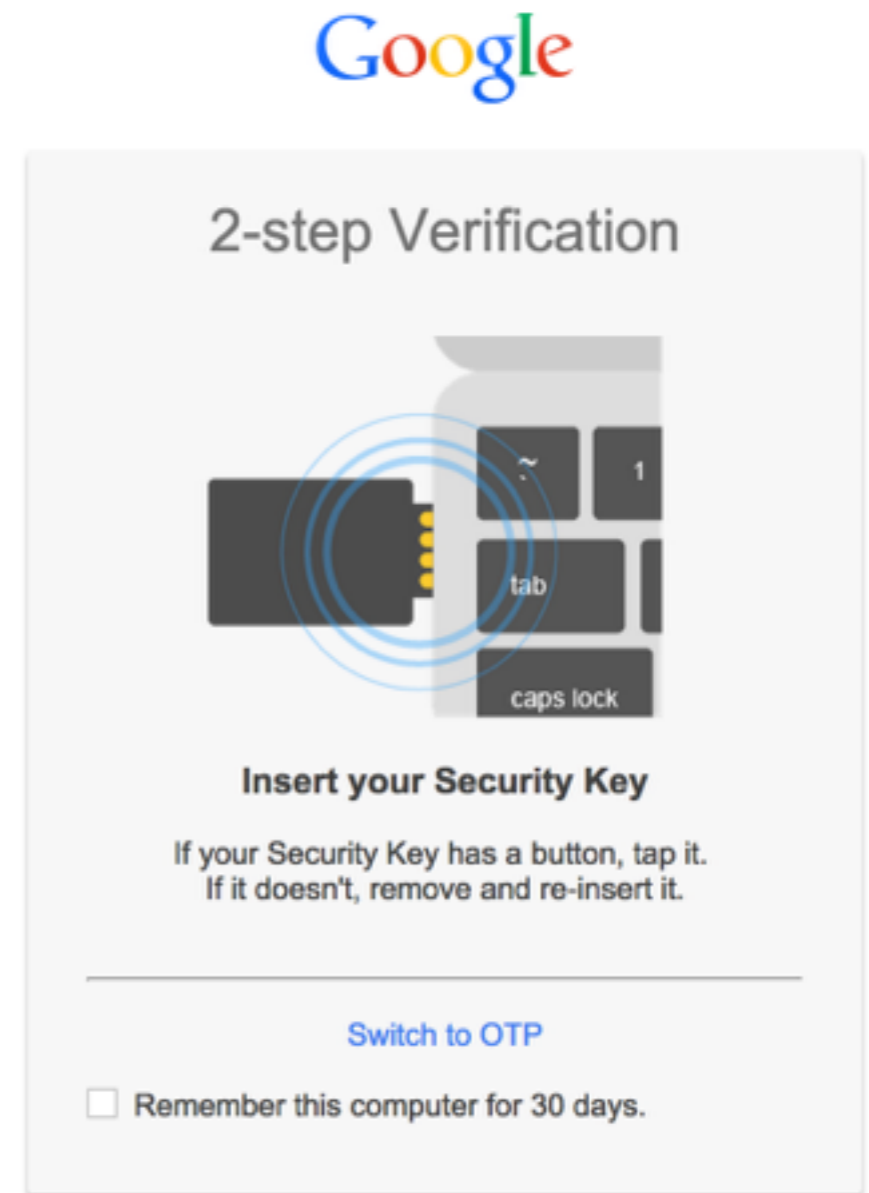 Google
2-step Verification
~
1
tab
caps lock
Insert your Security Key
If your Security Key has a button, tap it.
If it doesn't, remove and re-insert it.
Switch to OTP
Remember this computer for 30 days.